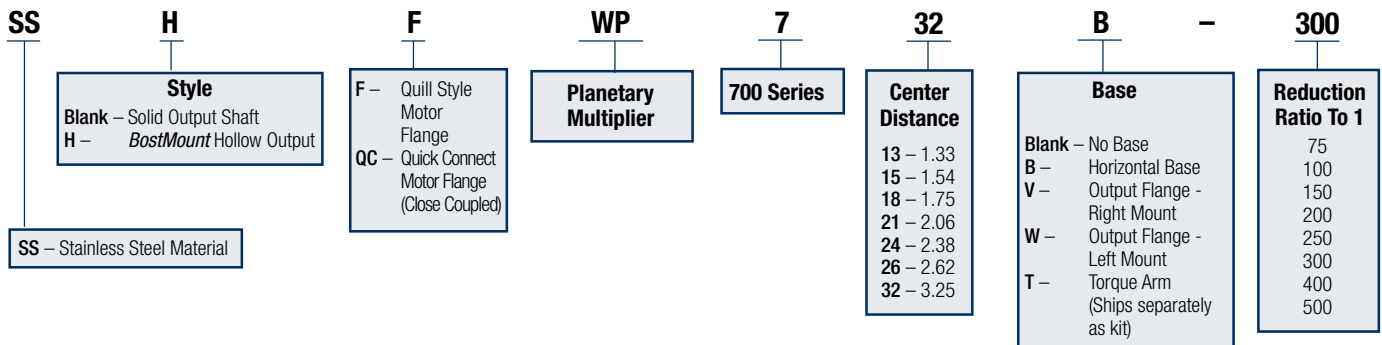 SS H F WP 7 32 B – 300
Style
Blank – Solid Output Shaft
H – BostMount Hollow Output
SS – Stainless Steel Material
F – Quill Style
Motor
Flange
QC – Quick Connect
Motor Flange
(Close Coupled)
Planetary
Multiplier
700 Series
Center
Distance
13 – 1.33
15 – 1.54
18 – 1.75
21 – 2.06
24 – 2.38
26 – 2.62
32 – 3.25
Base
Blank – No Base
B – Horizontal Base
V – Output Flange -
Right Mount
W – Output Flange -
Left Mount
T – Torque Arm
(Ships separately
as kit)
Reduction
Ratio To 1
75
100
150
200
250
300
400
500